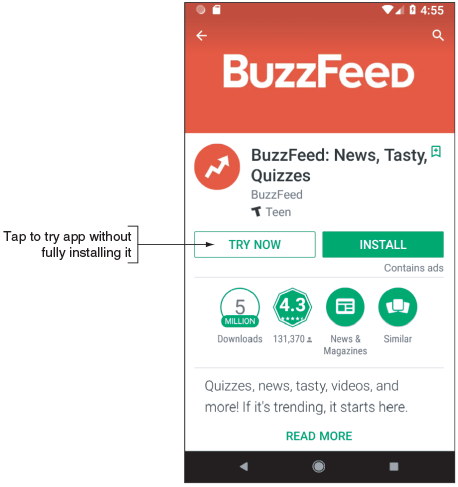 4:55
BuzzFeed
BuzzFeed: News, Tasty,
Quizzes
BuzzFeed
Teen
Tap to try app without
fully installing it
TRY NOW
INSTALL
Contains ads
5
MILLION
Downloads
4.3
131,370
News &
Magazines
Similar
Quizzes, news, tasty, videos, and
more! If it's trending, it starts here.
READ MORE